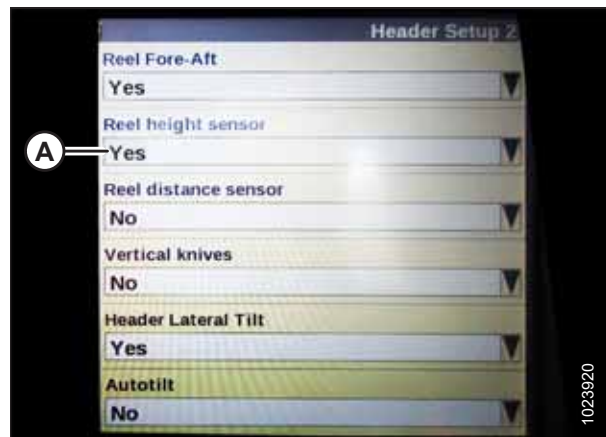 Header Setup 2
Reel Fore-Aft
Yes
Reel height sensor
A
Yes
Reel distance sensor
No
Vertical knives
No
Header Lateral Tilt
Yes
Autotilt
No
1023920